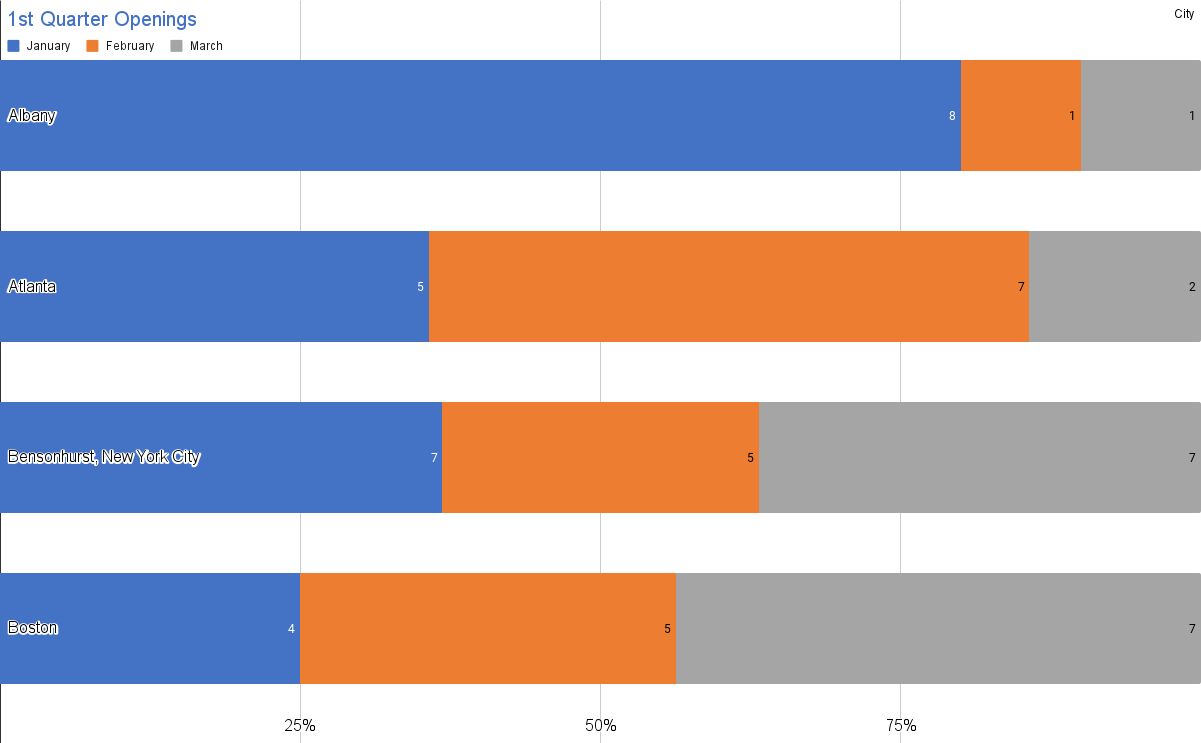 1st Quarter Openings
City
January February March
Albany 8 1 1
Atlanta 5 7 2
Bensonhurst, New York City 7 5 7
Boston 4 5 7
25% 50% 75%